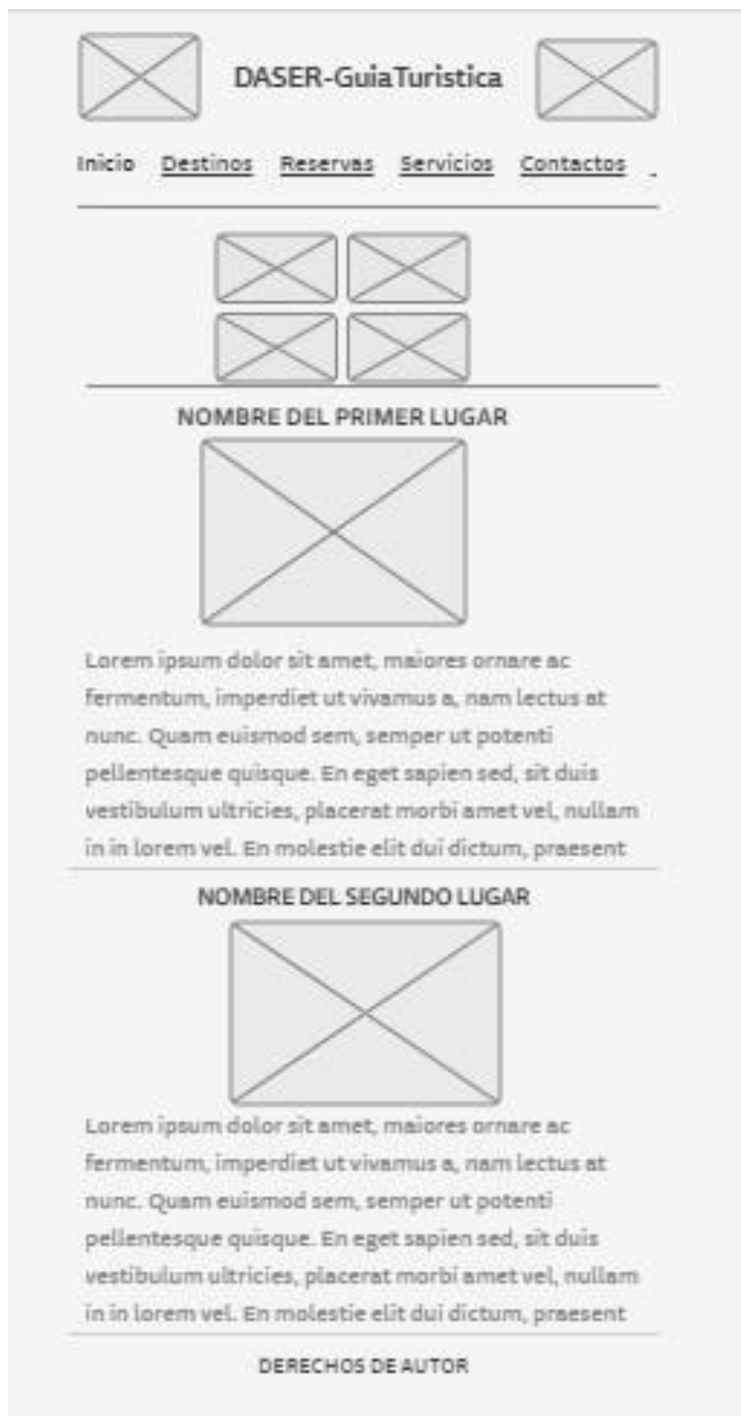 DASER-GuiaTuristica
Inicio Destinos Reservas Servicios Contactos
NOMBRE DEL PRIMER LUGAR
Lorem ipsum dolor sit amet, maiores ornare ac
fermentum, imperdiet ut vivamus a, nam lectus at
nunc. Quam euismod sem, semper ut potenti
pellentesque quisque. En eget sapien sed, sit duis
vestibulum ultricies, placerat morbi amet vel, nullam
in in lorem vel. En molestie elit dui dictum, praesent
NOMBRE DEL SEGUNDO LUGAR
Lorem ipsum dolor sit amet, maiores ornare ac
fermentum, imperdiet ut vivamus a, nam lectus at
nunc. Quam euismod sem, semper ut potenti
pellentesque quisque. En eget sapien sed, sit duis
vestibulum ultricies, placerat morbi amet vel, nullam
in in lorem vel. En molestie elit dui dictum, praesent
DERECHOS DE AUTOR